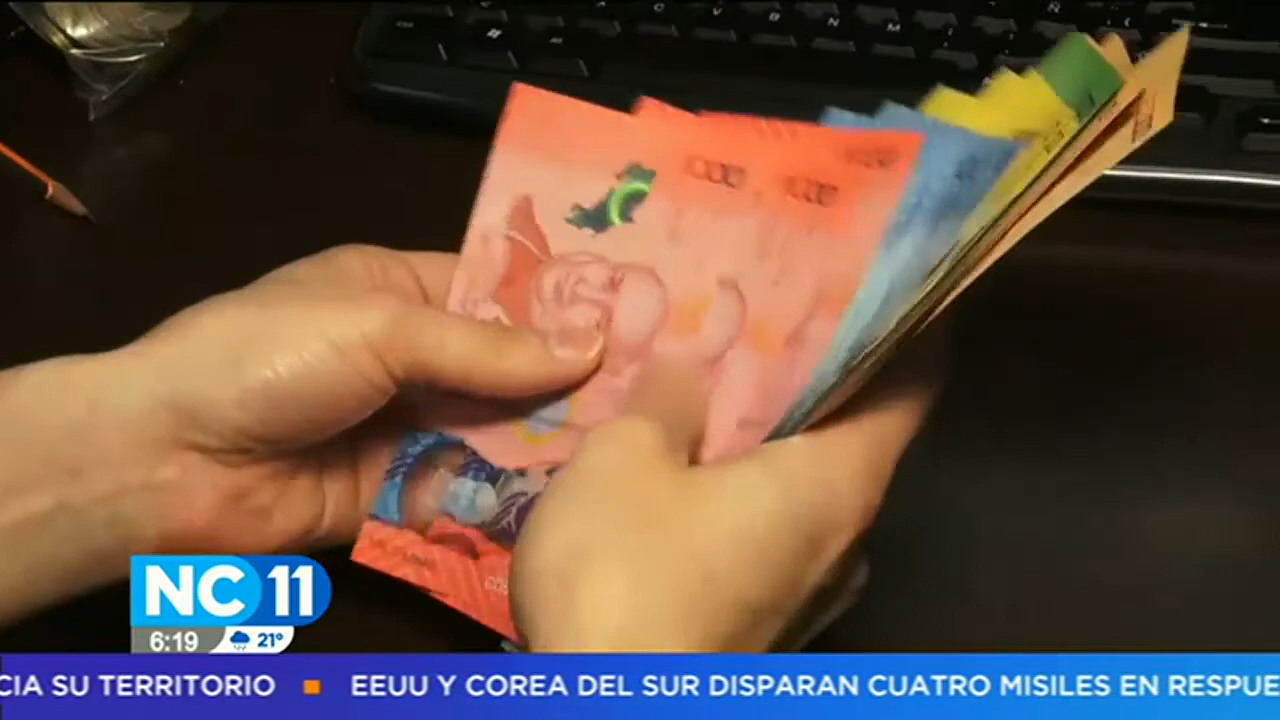 NC 11
6:19 21°
CIA SU TERRITORIO ■ EEUU Y COREA DEL SUR DISPARAN CUATRO MISILES EN RESPUE